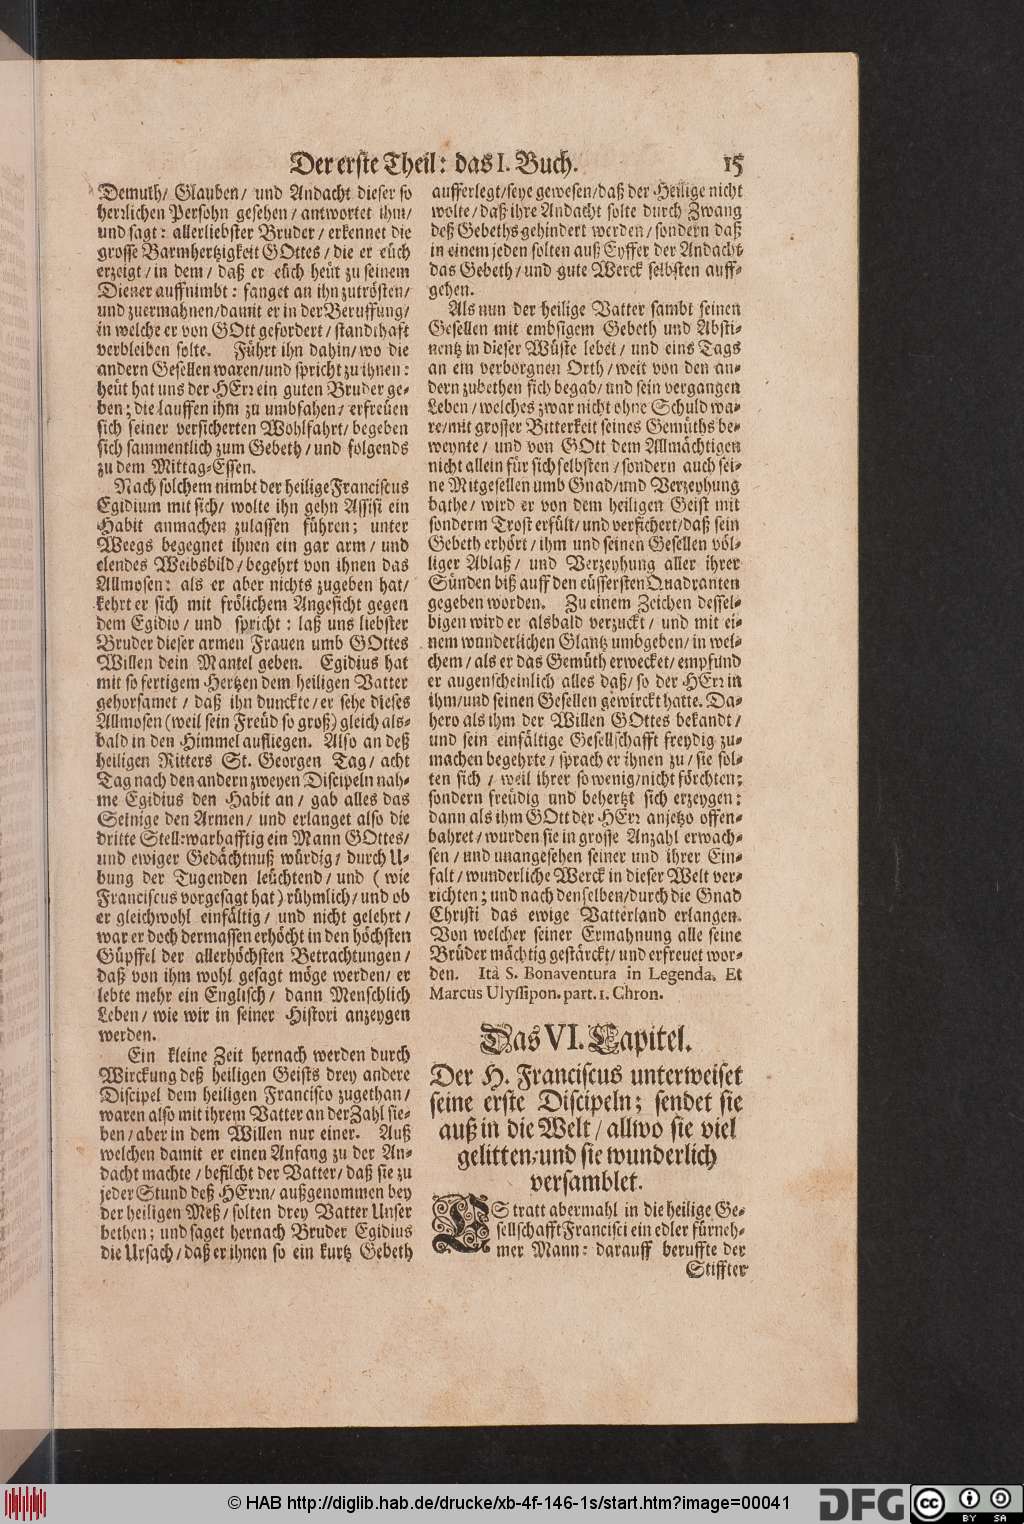 Der erste Theil: das I. Buch. 15
Demuth/ Glauben/ und Andacht dieser so
herrlichen Persohn gesehen/ antwortet ihm/
und sagt: allerliebster Bruder/ erkennet die
grosse Barmhertzigkeit GOttes/ die er eüch
erzeigt/ in dem/ daß er eüch heüt zu seinem
Diener auffnimbt: fanget an ihn zutrösten/
und zuermahnen/ damit er in der Beruffung/
in welche er von GOtt gefordert/ standthaft
verbleiben solte. Führt ihn dahin/ wo die
andern Gesellen waren/ und spricht zu ihnen:
heüt hat uns der HErr ein guten Bruder ge-
ben; die lauffen ihm zu umbfahen/ erfreüen
sich seiner versicherten Wohlfahrt/ begeben
sich sammentlich zum Gebeth/ und folgends
zu dem Mittag-Essen.
Nach solchem nimbt der heilige Franciscus
Egidium mit sich/ wolte ihn gehn Assisi ein
Habit anmachen zulassen führen; unter
Weegs begegnet ihnen ein gar arm/ und
elendes Weibsbild/ begehrt von ihnen das
Allmosen: als er aber nichts zugeben hat/
kehrt er sich mit frölichem Angesicht gegen
dem Egidio/ und spricht: laß uns liebster
Bruder dieser armen Frauen umb GOttes
Willen dein Mantel geben. Egidius hat
mit so fertigem Hertzen dem heiligen Vatter
gehorsamet/ daß ihn dunckte/ er sehe dieses
Allmosen (weil sein Freüd so groß) gleich als-
bald in den Himmel aufliegen. Also an deß
heiligen Ritters St. Georgen Tag/ acht
Tag nach den andern zweyen Discipeln nah-
me Egidius den Habit an/ gab alles das
Seinige den Armen/ und erlanget also die
dritte Stell: warhafftig ein Mann GOttes/
und ewiger Gedächtnuß würdig/ durch U-
bung der Tugenden leüchtend/ und (wie
Franciscus vorgesagt hat) rühmlich/ und ob
er gleichwohl einfältig/ und nicht gelehrt/
war er doch dermassen erhöcht in den höchsten
Güpffel der allerhöchsten Betrachtungen/
daß von ihm wohl gesagt möge werden/ er
lebte mehr ein Englisch/ dann Menschlich
Leben/ wie wir in seiner Histori anzeygen
werden.
Ein kleine Zeit hernach werden durch
Wirckung deß heiligen Geists drey andere
Discipel dem heiligen Francisco zugethan/
waren also mit ihrem Vatter an der Zahl sie-
ben/ aber in dem Willen nur einer. Auß
welchen damit er einen Anfang zu der An-
dacht machte/ befilcht der Vatter/ daß sie zu
jeder Stund deß HErrn/ außgenommen bey
der heiligen Meß/ solten drey Vatter Unser
bethen; und saget hernach Bruder Egidius
die Ursach/ daß er ihnen so ein kurtz Gebeth
aufferlegt/ seye gewesen/ daß der Heilige nicht
wolte/ daß ihre Andacht solte durch Zwang
deß Gebeths gehindert werden/ sondern daß
in einem jeden solten auß Eyffer der Andacht
das Gebeth/ und gute Werck selbsten auff-
gehen.
Als nun der heilige Vatter sambt seinen
Gesellen mit embsigem Gebeth und Absti-
nentz in dieser Wüste lebet/ und eins Tags
an ein verborgnen Orth/ weit von den an-
dern zubethen sich begab/ und sein vergangen
Leben/ welches zwar nicht ohne Schuld wa-
re/ mit grosser Bitterkeit seines Gemüths be-
weynte/ und von GOtt dem Allmächtigen
nicht allein für sich selbsten/ sondern auch sei-
ne Mitgesellen umb Gnad/ und Verzeyhung
bathe/ wird er von dem heiligen Geist mit
sonderm Trost erfült/ und versichert/ daß sein
Gebeth erhört/ ihm und seinen Gesellen völ-
liger Ablaß/ und Verzeyhung aller ihrer
Sünden biß auff den eüssersten Quadranten
gegeben worden. Zu einem Zeichen dessel-
bigen wird er alsbald verzuckt/ und mit ei-
nem wunderlichen Glantz umbgeben/ in wel-
chem/ als er das Gemüth erwecket/ empfund
er augenscheinlich alles daß/ so der HErr in
ihm/ und seinen Gesellen gewirckt hatte. Da-
hero als ihm der Willen GOttes bekandt/
und sein einfältige Gesellschafft freydig zu-
machen begehrte/ sprach er ihnen zu/ sie sol-
ten sich/ weil ihrer so wenig/ nicht förchten;
sondern freüdig und behertzt sich erzeygen:
dann als ihm GOtt der HErr anjetzo offen-
bahret/ wurden sie in grosse Anzahl erwach-
sen/ und unangesehen seiner und ihrer Ein-
falt/ wunderliche Werck in dieser Welt ver-
richten; und nach denselben/ durch die Gnad
Christi das ewige Vatterland erlangen.
Von welcher seiner Ermahnung alle seine
Brüder mächtig gestärckt/ und erfreuet wor-
den. Ità S. Bonaventura in Legenda. Et
Marcus Ulyssipon. part. 1. Chron.
Das VI. Capitel.
Der H. Franciscus unterweiset
seine erste Discipeln; sendet sie
auß in die Welt/ allwo sie viel
gelitten/ und sie wunderlich
versamblet.
ES tratt abermahl in die heilige Ge-
sellschafft Francisci ein edler fürneh-
mer Mann: darauff beruffte der
Stiffter
© HAB http://diglib.hab.de/drucke/xb-4f-146-1s/start.htm?image=00041
DFG
cc
BY SA